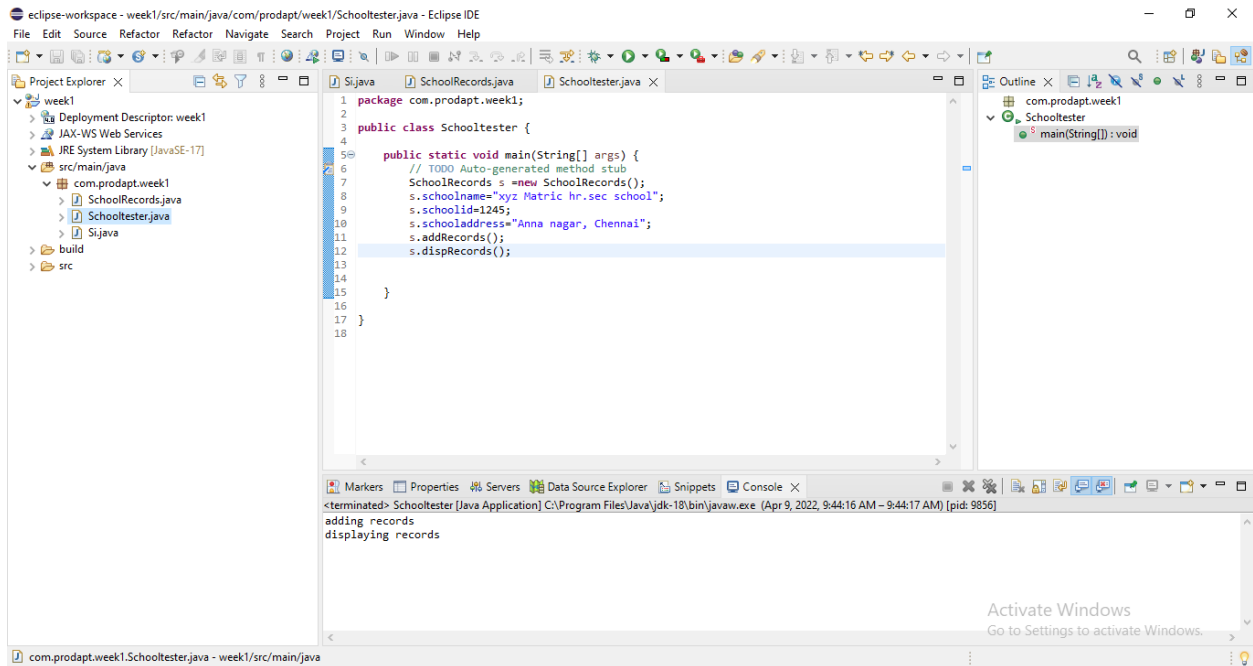 eclipse-workspace - week1/src/main/java/com/prodapt/week1/Schooltester.java - Eclipse IDE
File Edit Source Refactor Refactor Navigate Search Project Run Window Help
Project Explorer
week1
Deployment Descriptor: week1
JAX-WS Web Services
JRE System Library [JavaSE-17]
src/main/java
com.prodapt.week1
SchoolRecords.java
Schooltester.java
Si.java
build
src
Si.java SchoolRecords.java Schooltester.java
1 package com.prodapt.week1;
2
3 public class Schooltester {
4
5 public static void main(String[] args) {
6 // TODO Auto-generated method stub
7 SchoolRecords s =new SchoolRecords();
8 s.schoolname="xyz Matric hr.sec school";
9 s.schoolid=1245;
10 s.schooladdress="Anna nagar, Chennai";
11 s.addRecords();
12 s.dispRecords();
13
14
15 }
16
17 }
18
Outline
com.prodapt.week1
Schooltester
main(String[]) : void
Markers Properties Servers Data Source Explorer Snippets Console
<terminated> Schooltester [Java Application] C:\Program Files\Java\jdk-18\bin\javaw.exe (Apr 9, 2022, 9:44:16 AM – 9:44:17 AM) [pid: 9856]
adding records
displaying records
Activate Windows
Go to Settings to activate Windows.
com.prodapt.week1.Schooltester.java - week1/src/main/java